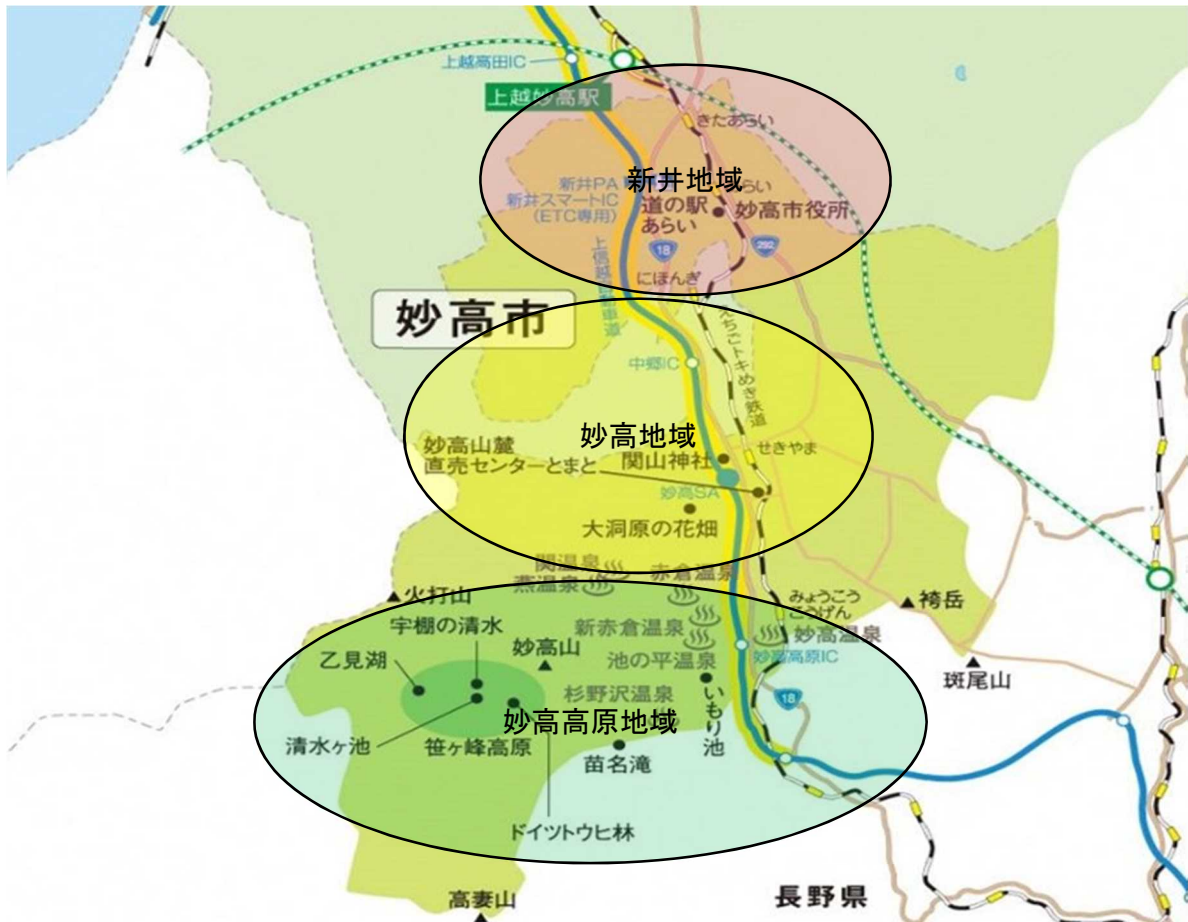 上越高田IC
上越妙高駅
きたあらい
新井地域
新井PA
新井スマートIC
(ETC専用)
らい
道の駅
あらい
妙高市役所
18
292
にほんぎ
上信越自動車道
妙高市
えちごトキめき鉄道
中郷IC
妙高地域
せきやま
妙高山麓
直売センターとまと
関山神社
妙高SA
大洞原の花畑
関温泉
燕温泉
赤倉温泉
火打山
みょうこう
こうげん
袴岳
宇棚の清水
新赤倉温泉
妙高温泉
乙見湖
妙高山
池の平温泉
妙高高原IC
斑尾山
杉野沢温泉
いもり池
18
妙高高原地域
清水ヶ池
笹ヶ峰高原
苗名滝
ドイツトウヒ林
高妻山
長野県